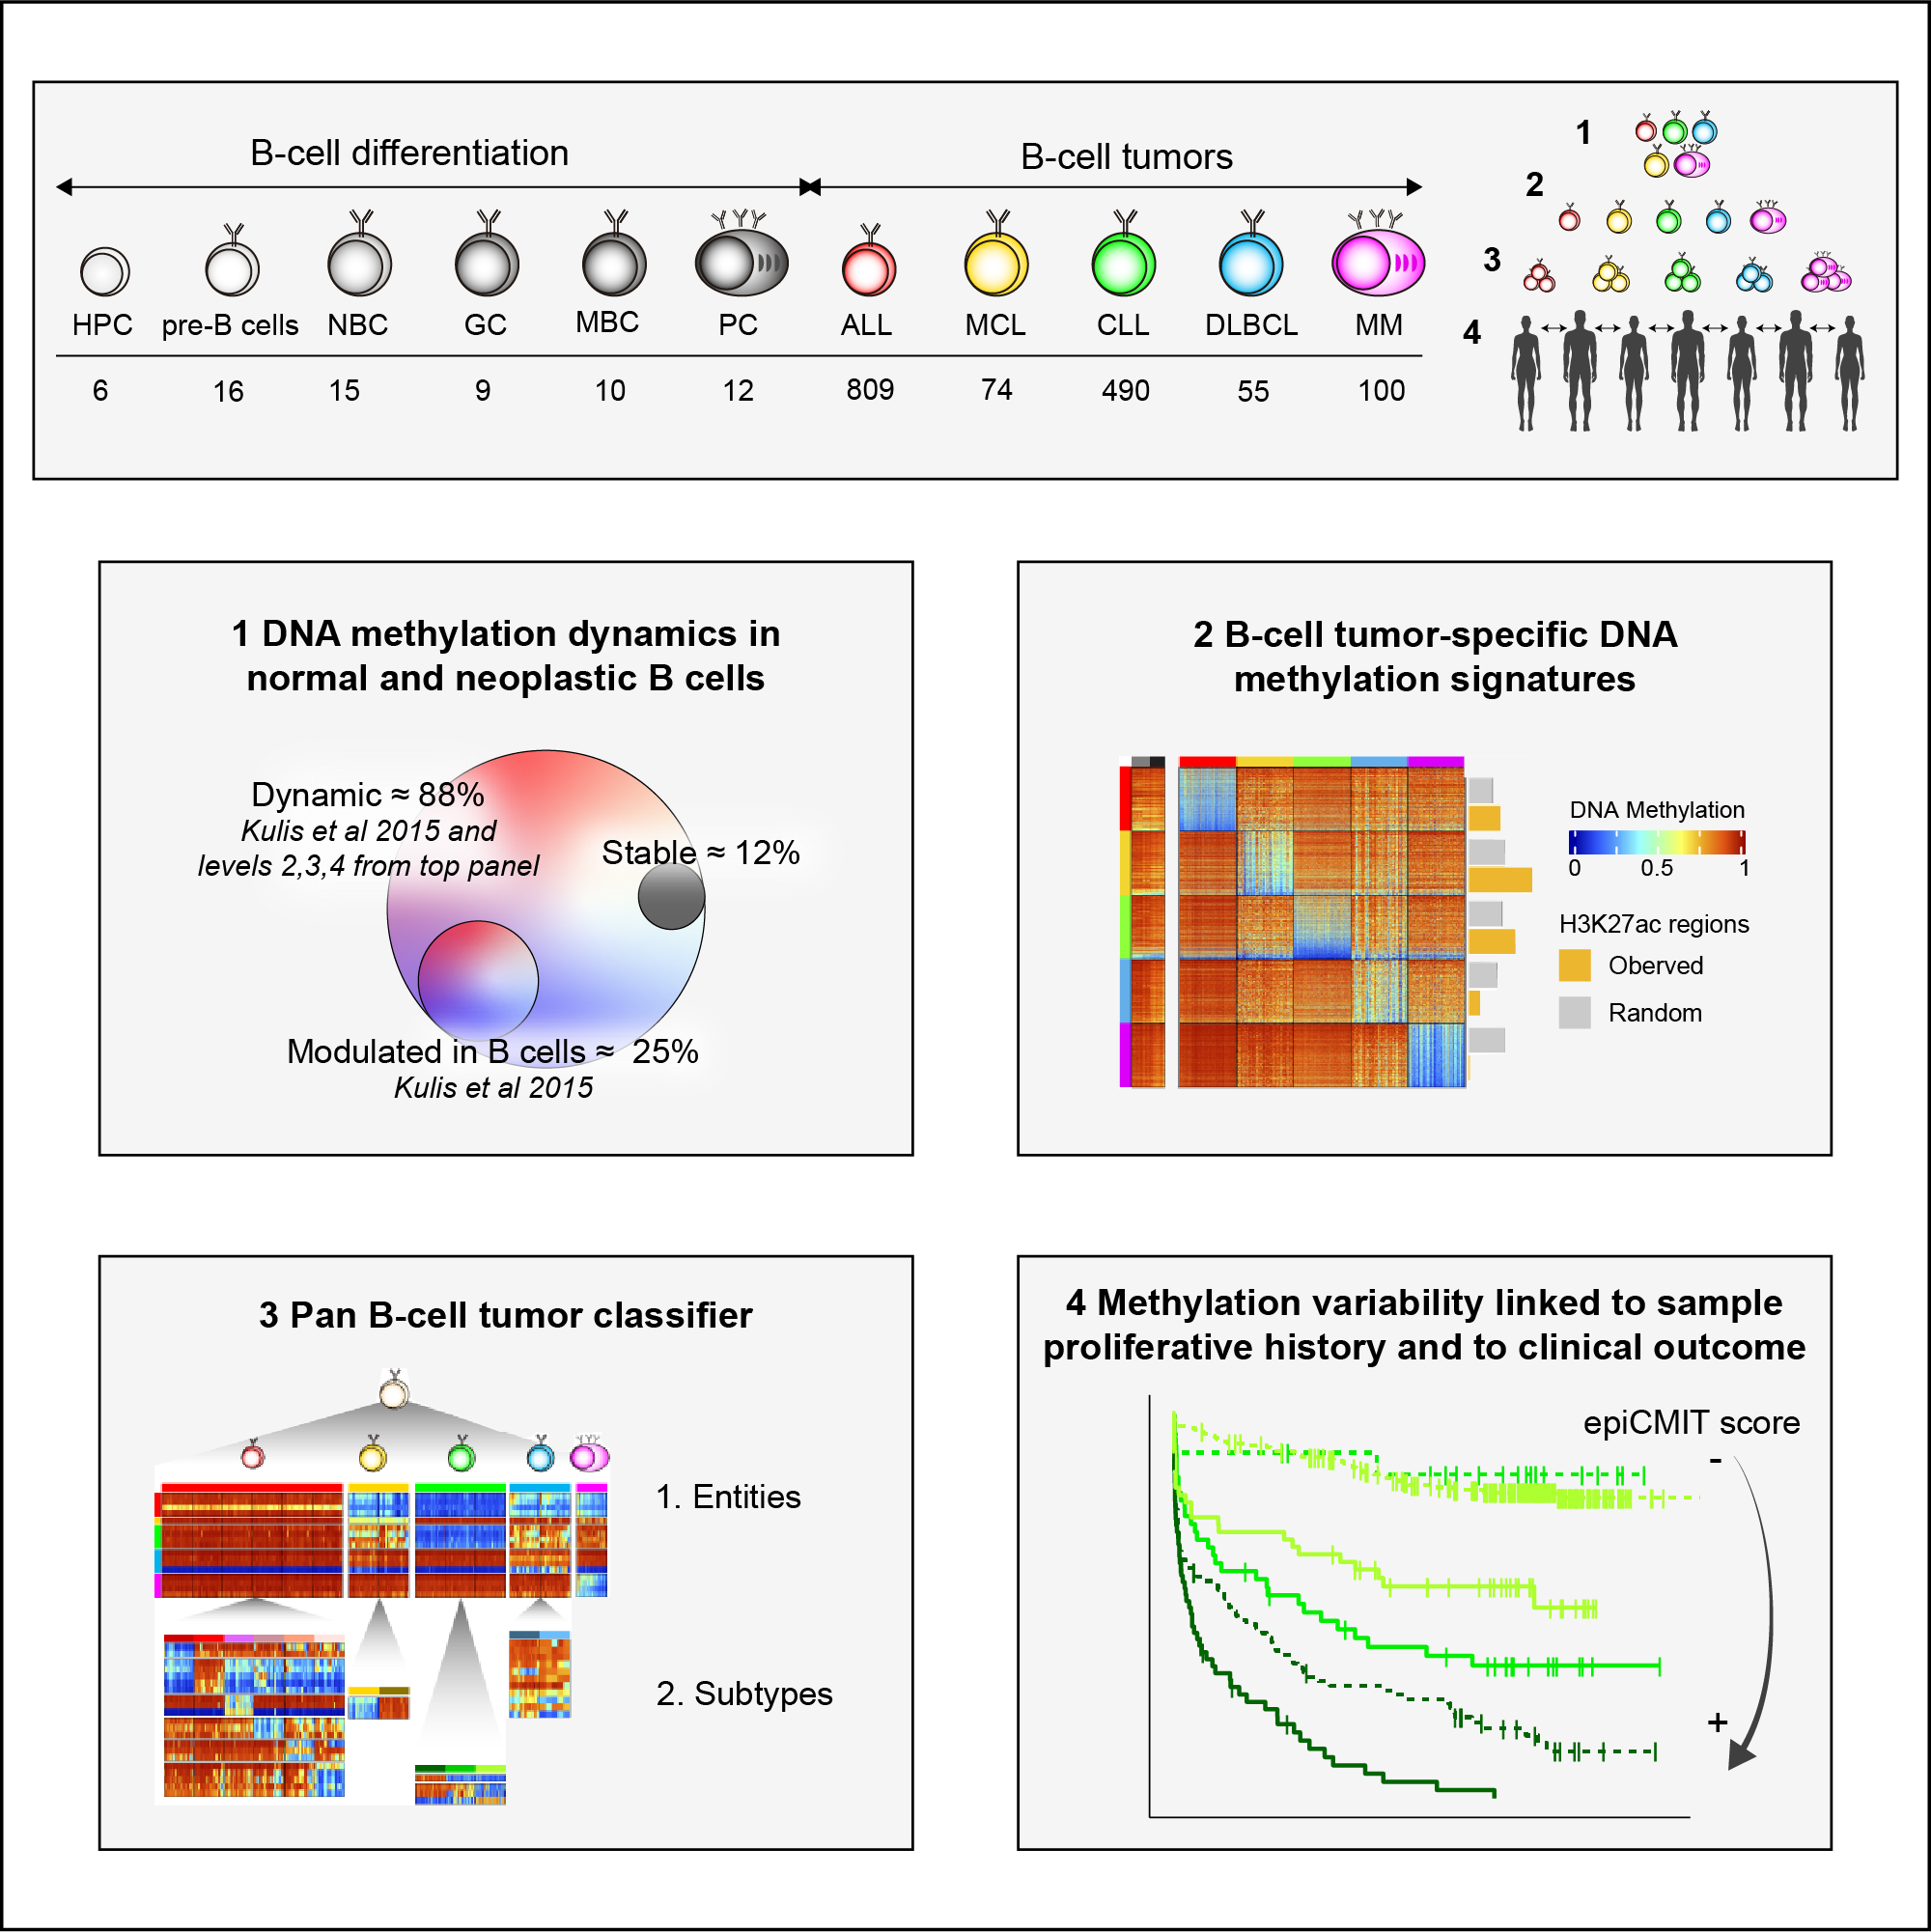 B-cell differentiation
B-cell tumors
HPC pre-B cells NBC GC MBC PC ALL MCL CLL DLBCL MM
6 16 15 9 10 12 809 74 490 55 100
1
2
3
4
1 DNA methylation dynamics in
normal and neoplastic B cells
Dynamic ≈ 88%
Kulis et al 2015 and
levels 2,3,4 from top panel
Stable ≈ 12%
Modulated in B cells ≈ 25%
Kulis et al 2015
2 B-cell tumor-specific DNA
methylation signatures
DNA Methylation
0 0.5 1
H3K27ac regions
Oberved
Random
3 Pan B-cell tumor classifier
1. Entities
2. Subtypes
4 Methylation variability linked to sample
proliferative history and to clinical outcome
epiCMIT score
-
+